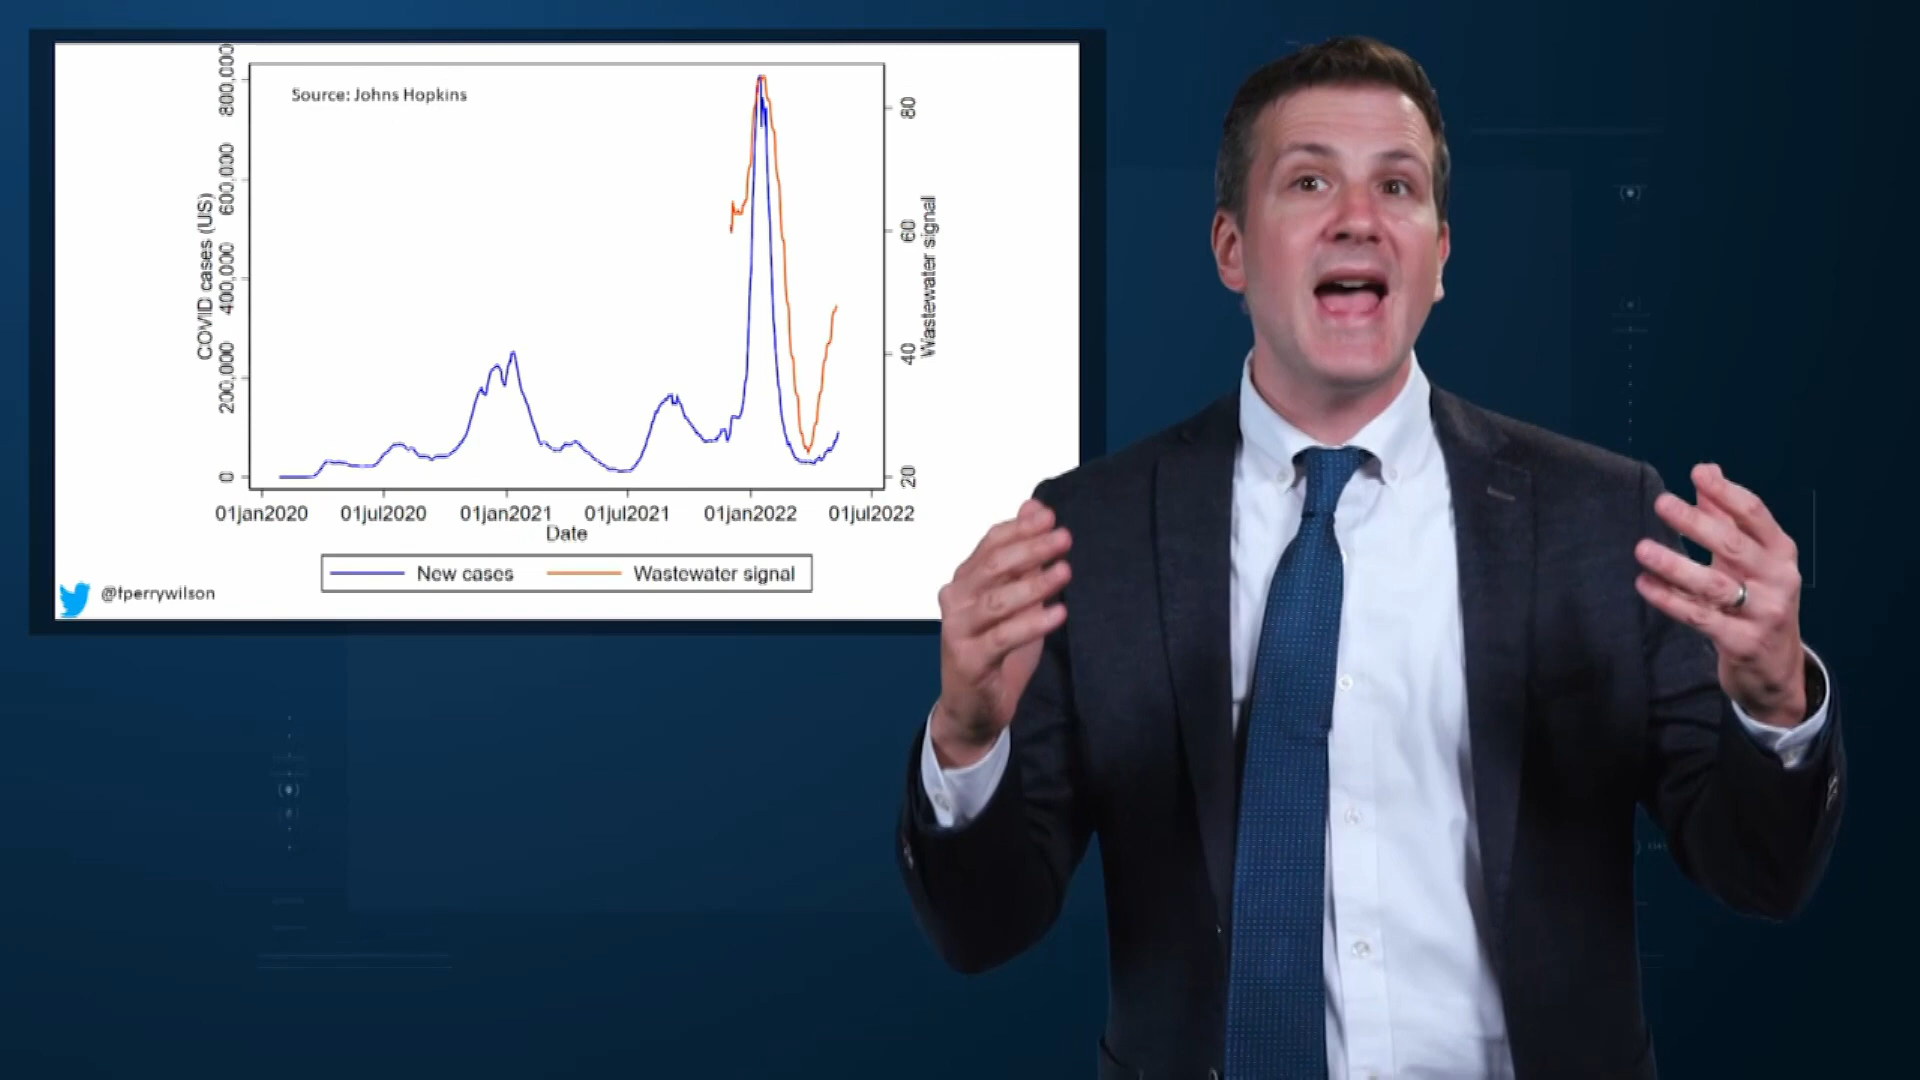 Source: Johns Hopkins
800,000
600,000
400,000
200,000
0
COVID cases (US)
80
60
40
20
Wastewater signal
01jan2020 01jul2020 01jan2021 01jul2021 01jan2022 01jul2022
Date
New cases Wastewater signal
@fperrywilson